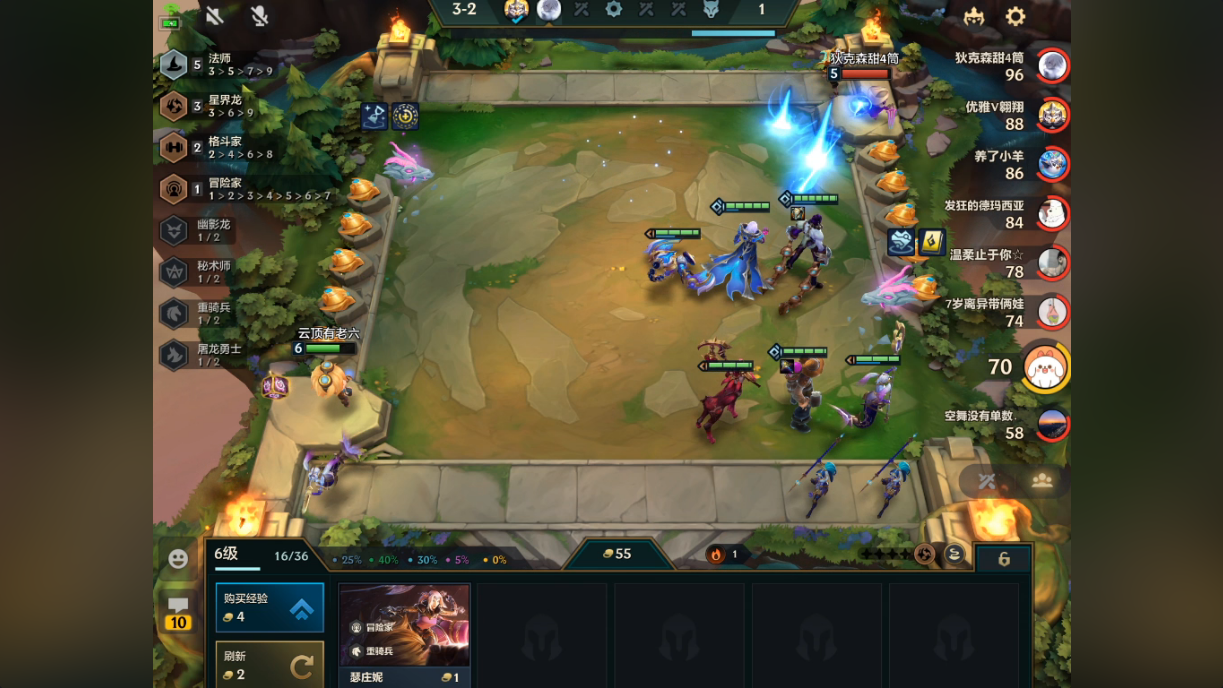 3-2
1
5
法师
3 > 5 > 7 > 9
3
星界龙
3 > 6 > 9
2
格斗家
2 > 4 > 6 > 8
1
冒险家
1 > 2 > 3 > 4 > 5 > 6 > 7
幽影龙
1 / 2
秘术师
1 / 2
重骑兵
1 / 2
屠龙勇士
1 / 2
狄克森甜4筒
5
狄克森甜4筒
96
优雅V翱翔
88
养了小羊
86
发狂的德玛西亚
84
温柔止于你☆
78
7岁离异带俩娃
74
70
空舞没有单数.
58
云顶有老六
6
6级
16/36
25%
40%
30%
5%
0%
55
1
6
10
购买经验
4
刷新
2
冒险家
重骑兵
瑟庄妮
1